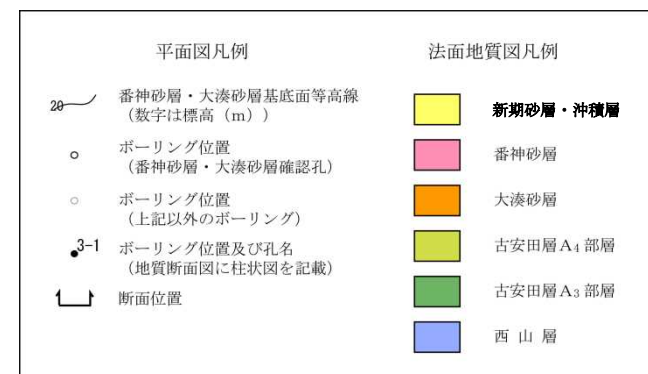 平面図凡例
20
番神砂層・大湊砂層基底面等高線
（数字は標高（m））
ボーリング位置
（番神砂層・大湊砂層確認孔）
ボーリング位置
（上記以外のボーリング）
3-1
ボーリング位置及び孔名
（地質断面図に柱状図を記載）
断面位置
法面地質図凡例
新期砂層・沖積層
番神砂層
大湊砂層
古安田層A₄部層
古安田層A₃部層
西山層